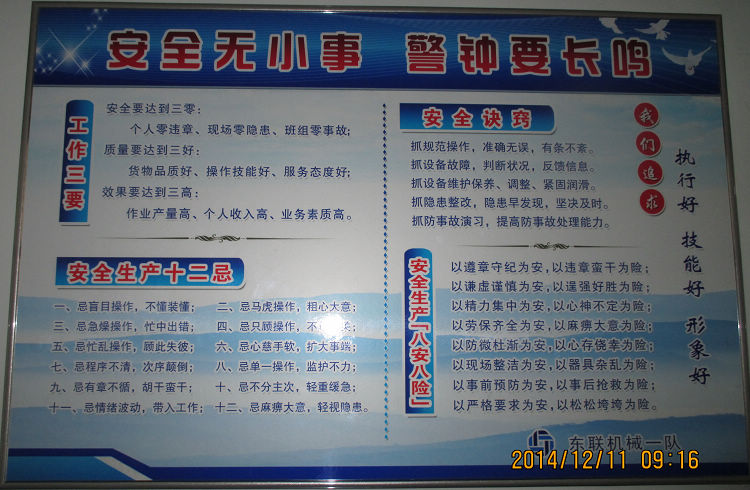 安全无小事 警钟要长鸣
工作三要
安全要达到三零:
个人零违章、现场零隐患、班组零事故;
质量要达到三好:
货物品质好、操作技能好、服务态度好;
效果要达到三高:
作业产量高、个人收入高、业务素质高。
安全诀窍
抓规范操作，准确无误，有条不紊。
抓设备故障，判断状况，反馈信息。
抓设备维护保养、调整、紧固润滑。
抓隐患整改，隐患早发现，坚决及时。
抓防事故演习，提高防事故处理能力。
我们追求
执行好 技能好 形象好
安全生产十二忌
一、忌盲目操作，不懂装懂;
二、忌马虎操作，粗心大意;
三、忌急燥操作，忙中出错;
四、忌只顾操作，不
五、忌忙乱操作，顾此失彼;
六、忌心慈手软，扩大事端;
七、忌程序不清，次序颠倒;
八、忌单一操作，监护不力;
九、忌有章不循，胡干蛮干;
十、忌不分主次，轻重缓急;
十一、忌情绪波动，带入工作;
十二、忌麻痹大意，轻视隐患。
安全生产「八安八险」
以遵章守纪为安，以违章蛮干为险;
以谦虚谨慎为安，以逞强好胜为险;
以精力集中为安，以心神不定为险;
以劳保齐全为安，以麻痹大意为险;
以防微杜渐为安，以心存侥幸为险;
以现场整洁为安，以器具杂乱为险;
以事前预防为安，以事后抢救为险;
以严格要求为安，以松松垮垮为险。
东联机械一队
2014/12/11 09:16